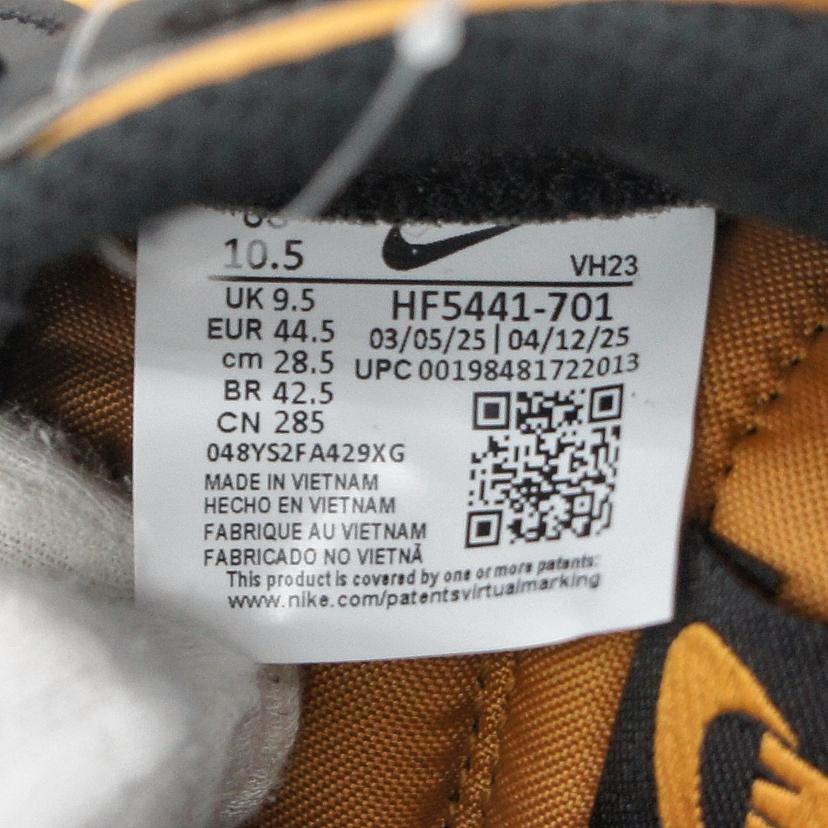 10.5
VH23
UK 9.5
HF5441-701
EUR 44.5
03/05/25 | 04/12/25
cm 28.5
UPC 00198481722013
BR 42.5
CN 285
048YS2FA429XG
MADE IN VIETNAM
HECHO EN VIETNAM
FABRIQUE AU VIETNAM
FABRICADO NO VIETNÃ
This product is covered by one or more patents:
www.nike.com/patentsvirtualmarking